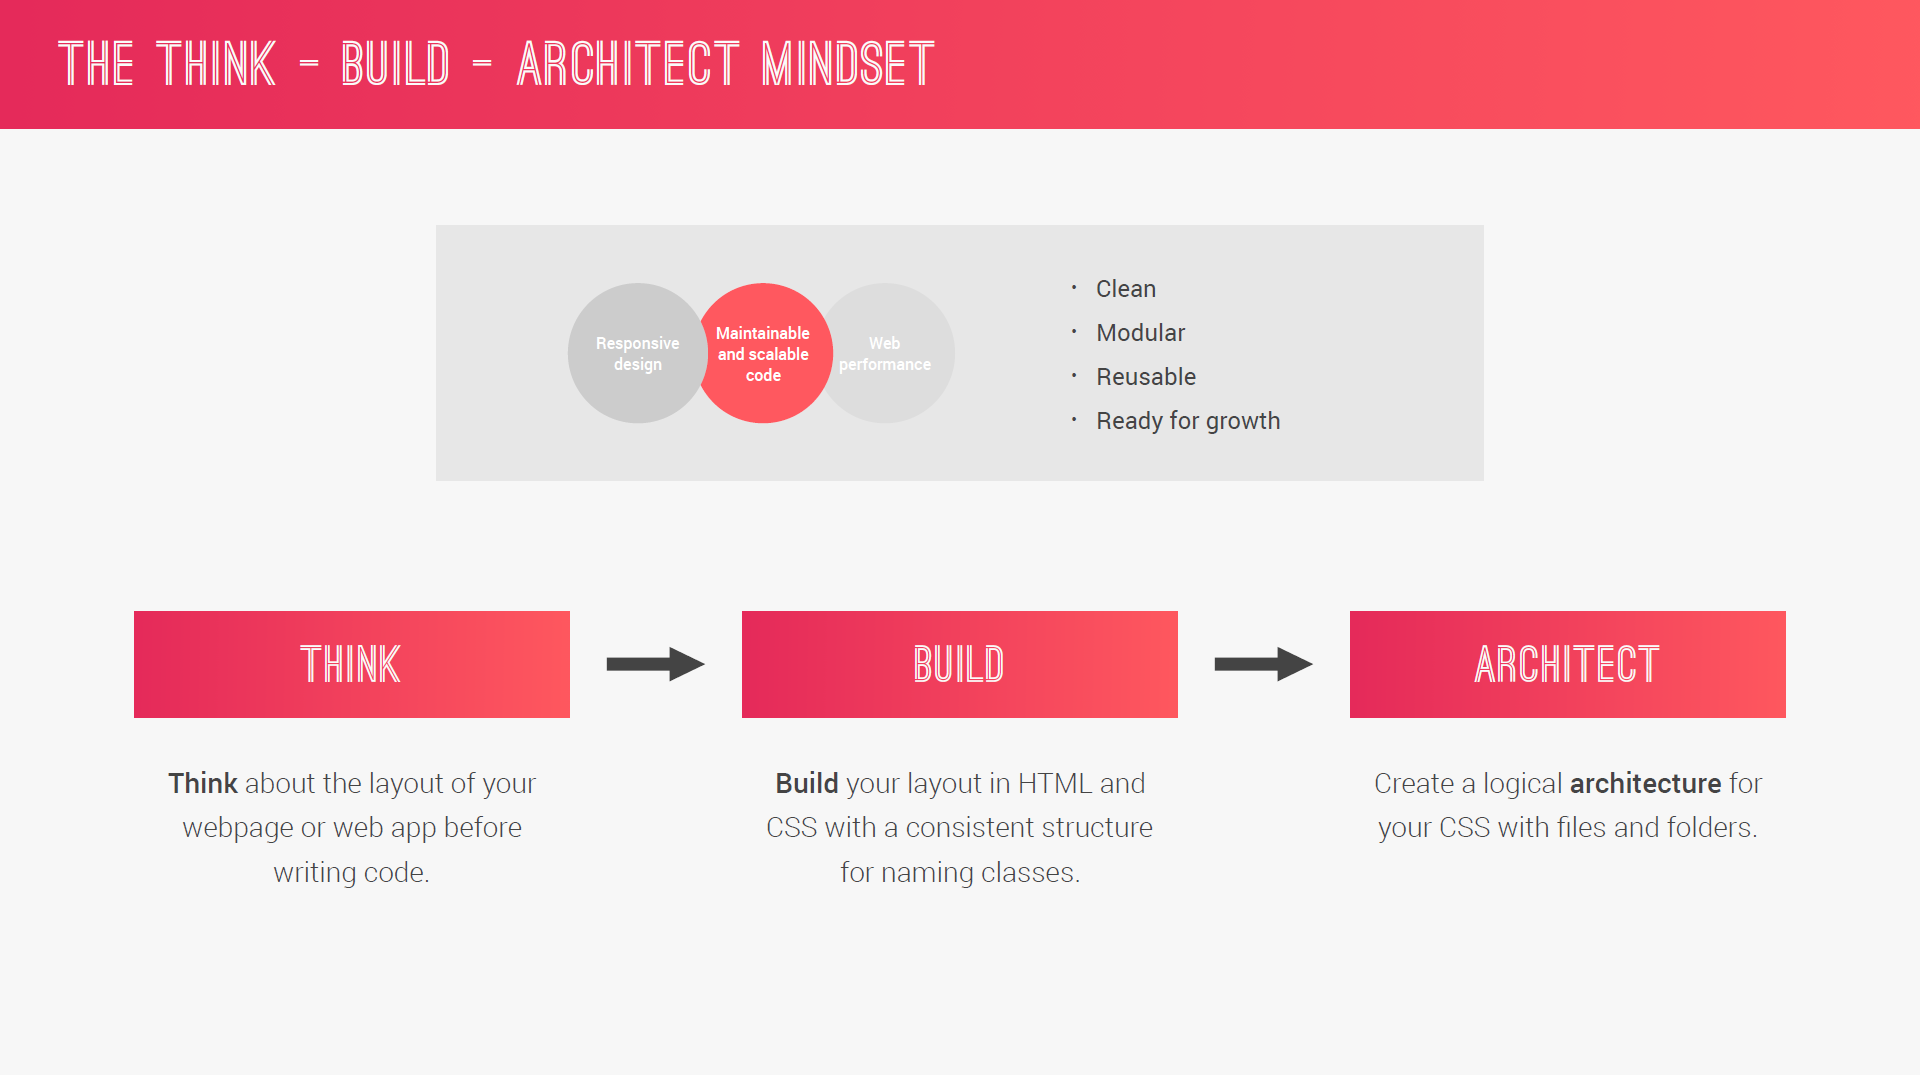 THE THINK – BUILD – ARCHITECT MINDSET
Responsive
design
Maintainable
and scalable
code
Web
performance
· Clean
· Modular
· Reusable
· Ready for growth
THINK
BUILD
ARCHITECT
Think about the layout of your
webpage or web app before
writing code.
Build your layout in HTML and
CSS with a consistent structure
for naming classes.
Create a logical architecture for
your CSS with files and folders.